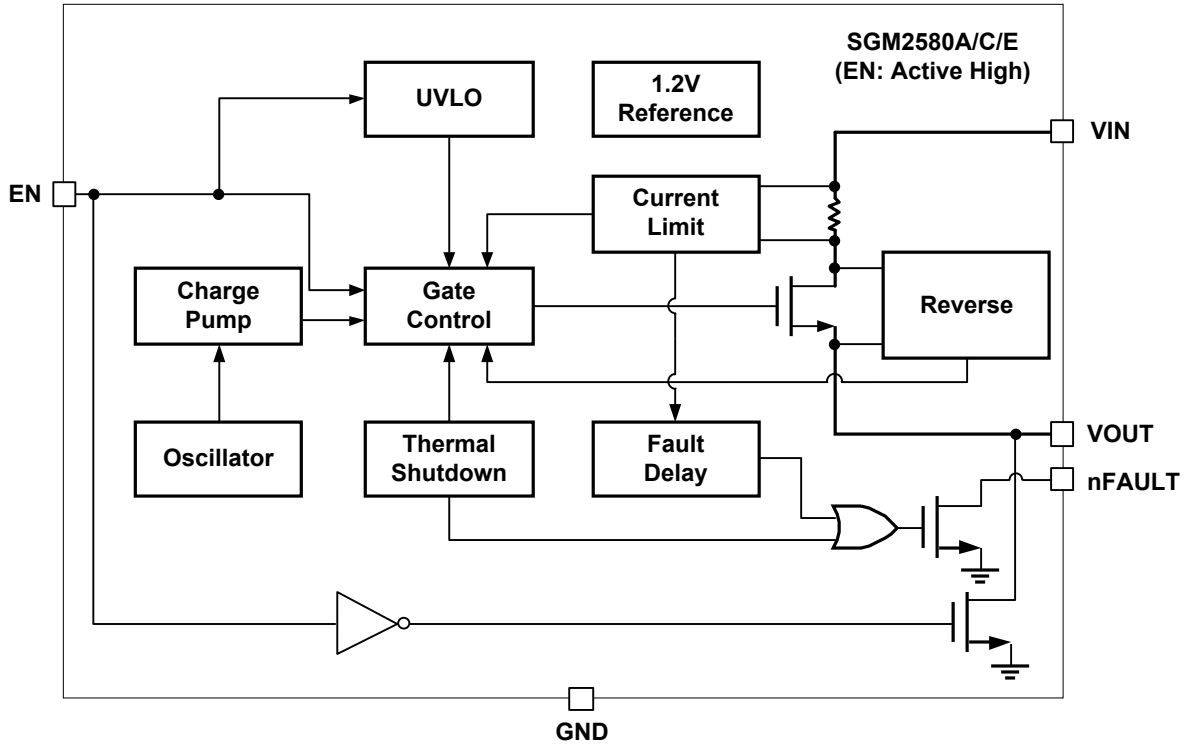 SGM2580A/C/E
(EN: Active High)
UVLO
1.2V
Reference
VIN
EN
Current
Limit
Charge
Pump
Gate
Control
Reverse
Oscillator
Thermal
Shutdown
Fault
Delay
VOUT
nFAULT
GND